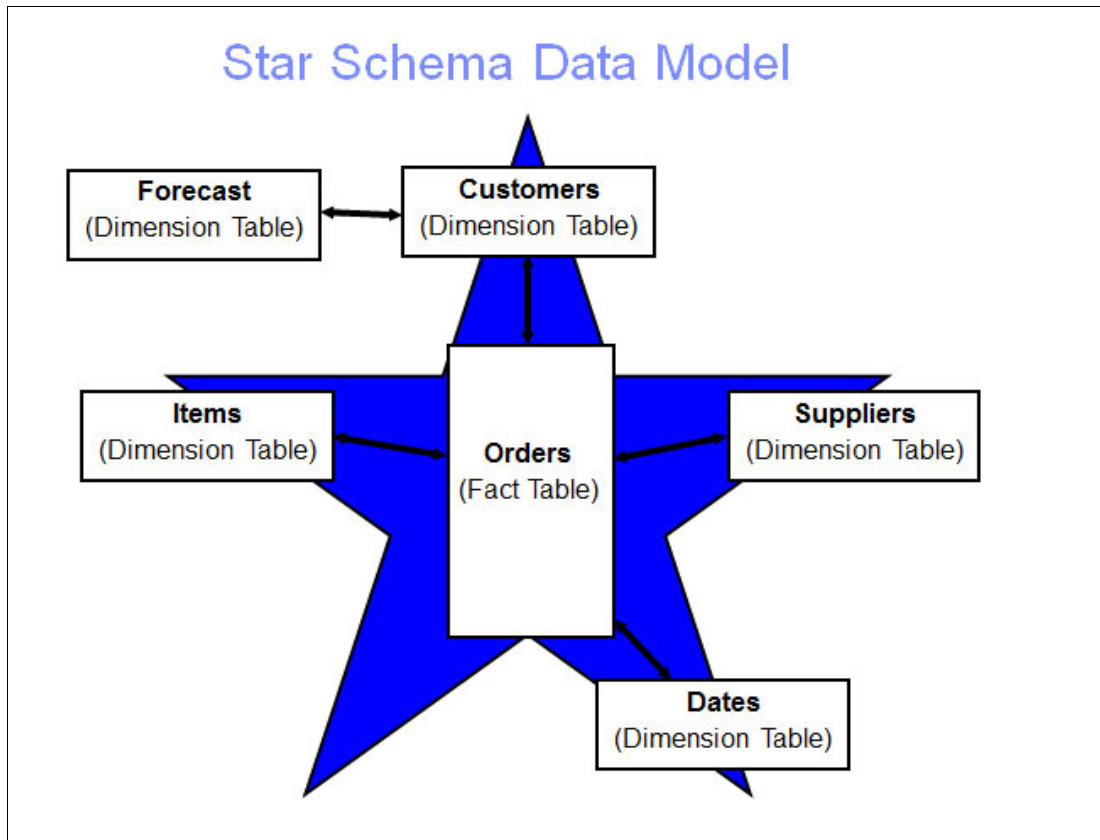 Star Schema Data Model
Forecast
(Dimension Table)
Customers
(Dimension Table)
Items
(Dimension Table)
Orders
(Fact Table)
Suppliers
(Dimension Table)
Dates
(Dimension Table)